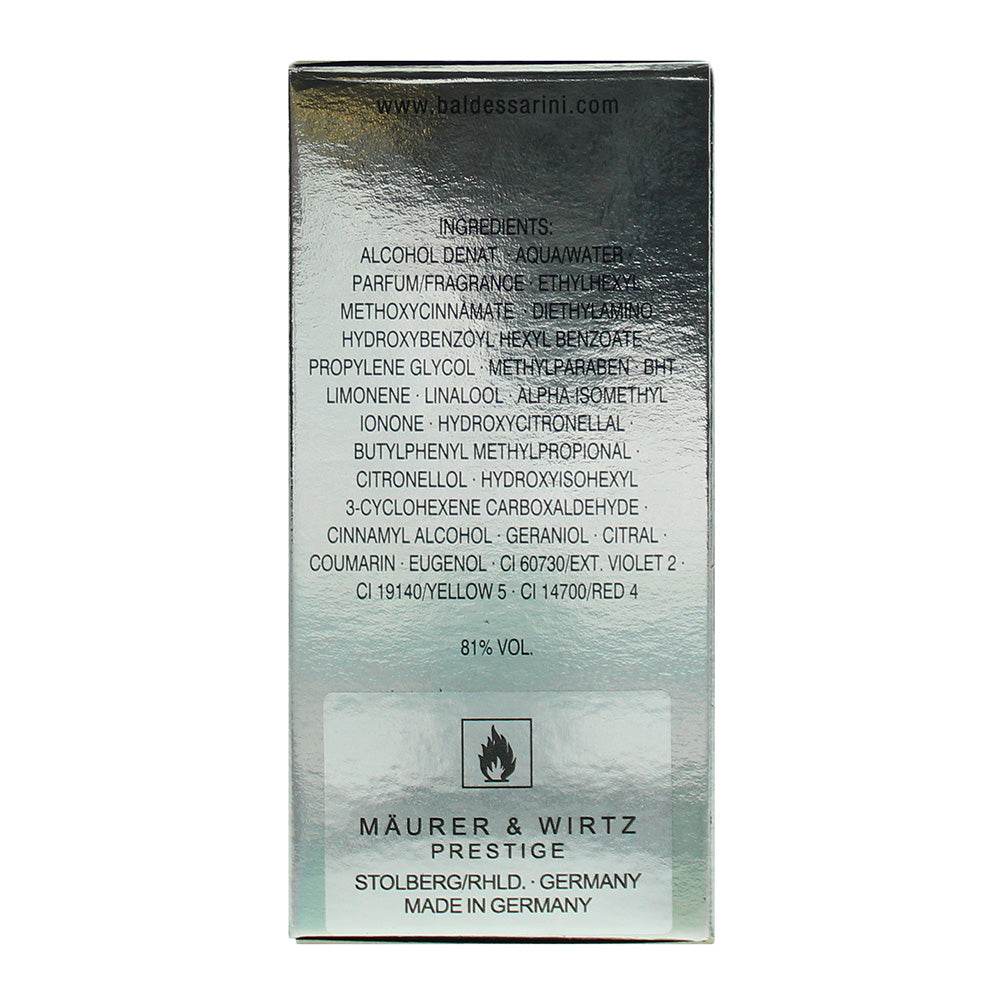 www.baldessarini.com
INGREDIENTS:
ALCOHOL DENAT. · AQUA/WATER ·
PARFUM/FRAGRANCE · ETHYLHEXYL
METHOXYCINNAMATE · DIETHYLAMINO
HYDROXYBENZOYL HEXYL BENZOATE ·
PROPYLENE GLYCOL · METHYLPARABEN · BHT
LIMONENE · LINALOOL · ALPHA-ISOMETHYL
IONONE · HYDROXYCITRONELLAL ·
BUTYLPHENYL METHYLPROPIONAL ·
CITRONELLOL · HYDROXYISOHEXYL
3-CYCLOHEXENE CARBOXALDEHYDE ·
CINNAMYL ALCOHOL · GERANIOL · CITRAL ·
COUMARIN · EUGENOL · CI 60730/EXT. VIOLET 2 ·
CI 19140/YELLOW 5 · CI 14700/RED 4
81% VOL.
MÄURER & WIRTZ
PRESTIGE
STOLBERG/RHLD. · GERMANY
MADE IN GERMANY